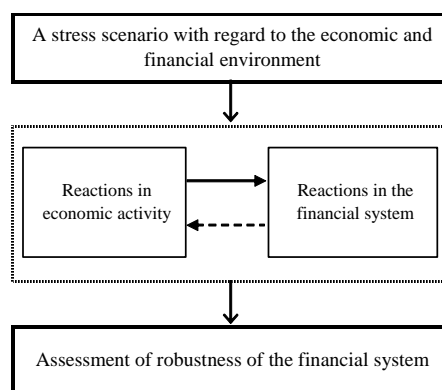 A stress scenario with regard to the economic and
financial environment
Reactions in
economic activity
Reactions in the
financial system
Assessment of robustness of the financial system